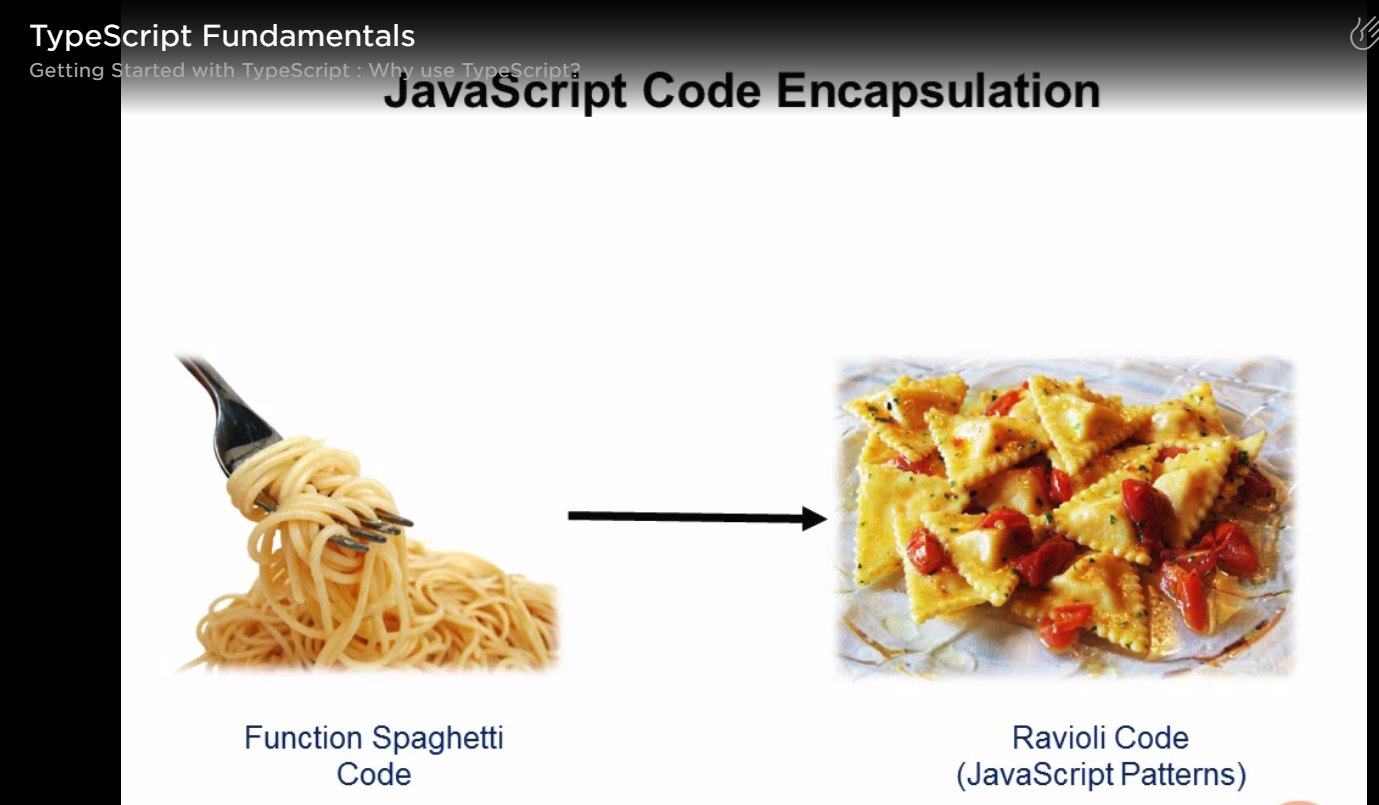 TypeScript Fundamentals
Getting Started with TypeScript : Why use TypeScript?
JavaScript Code Encapsulation
Function Spaghetti
Code
Ravioli Code
(JavaScript Patterns)